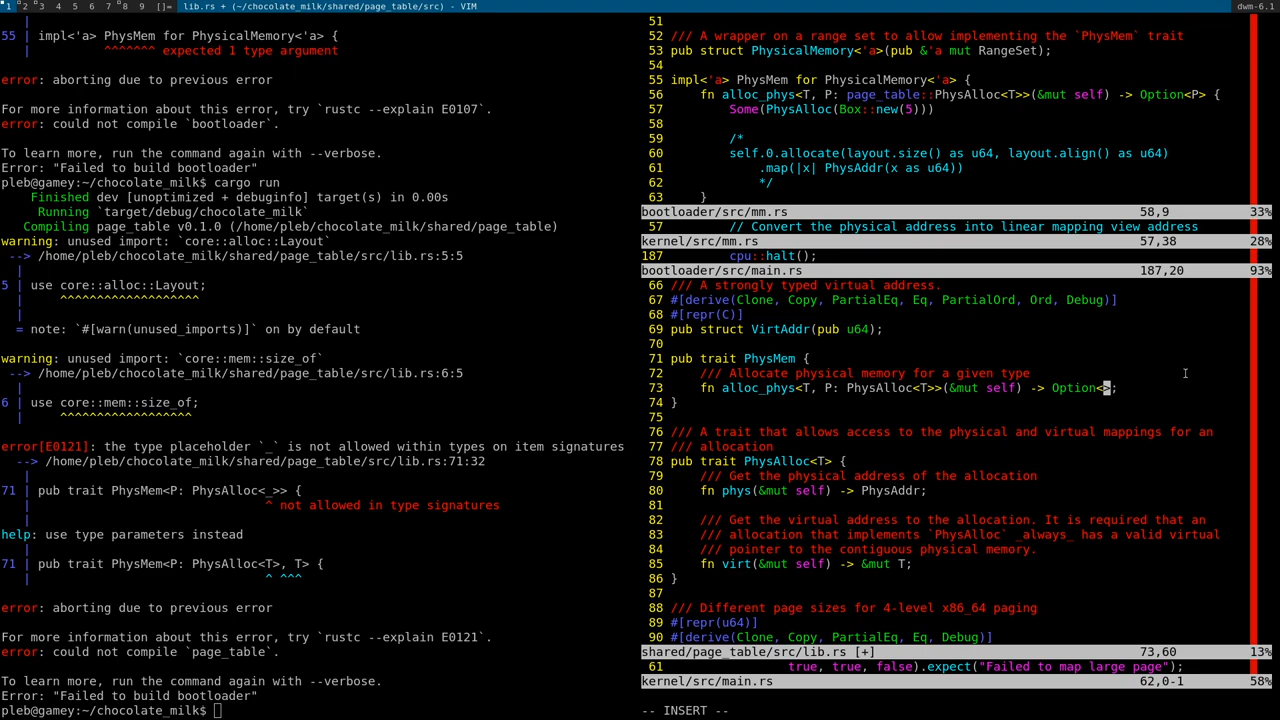 1 2 3 4 5 6 7 8 9 []= lib.rs + (~/chocolate_milk/shared/page_table/src) - VIM dwm-6.1
|
55 | impl<'a> PhysMem for PhysicalMemory<'a> {
| ^^^^^^^ expected 1 type argument
error: aborting due to previous error
For more information about this error, try `rustc --explain E0107`.
error: could not compile `bootloader`.
To learn more, run the command again with --verbose.
Error: "Failed to build bootloader"
pleb@gamey:~/chocolate_milk$ cargo run
Finished dev [unoptimized + debuginfo] target(s) in 0.00s
Running `target/debug/chocolate_milk`
Compiling page_table v0.1.0 (/home/pleb/chocolate_milk/shared/page_table)
warning: unused import: `core::alloc::Layout`
--> /home/pleb/chocolate_milk/shared/page_table/src/lib.rs:5:5
|
5 | use core::alloc::Layout;
| ^^^^^^^^^^^^^^^^^^^
|
= note: `#[warn(unused_imports)]` on by default
warning: unused import: `core::mem::size_of`
--> /home/pleb/chocolate_milk/shared/page_table/src/lib.rs:6:5
|
6 | use core::mem::size_of;
| ^^^^^^^^^^^^^^^^^^
error[E0121]: the type placeholder `_` is not allowed within types on item signatures
--> /home/pleb/chocolate_milk/shared/page_table/src/lib.rs:71:32
|
71 | pub trait PhysMem<P: PhysAlloc<_>> {
| ^ not allowed in type signatures
|
help: use type parameters instead
|
71 | pub trait PhysMem<P: PhysAlloc<T>, T> {
| ^ ^^^
error: aborting due to previous error
For more information about this error, try `rustc --explain E0121`.
error: could not compile `page_table`.
To learn more, run the command again with --verbose.
Error: "Failed to build bootloader"
pleb@gamey:~/chocolate_milk$
51
52 /// A wrapper on a range set to allow implementing the `PhysMem` trait
53 pub struct PhysicalMemory<'a>(pub &'a mut RangeSet);
54
55 impl<'a> PhysMem for PhysicalMemory<'a> {
56 fn alloc_phys<T, P: page_table::PhysAlloc<T>>(&mut self) -> Option<P> {
57 Some(PhysAlloc(Box::new(5)))
58
59 /*
60 self.0.allocate(layout.size() as u64, layout.align() as u64)
61 .map(|x| PhysAddr(x as u64))
62 */
63 }
bootloader/src/mm.rs 58,9 33%
57 // Convert the physical address into linear mapping view address
kernel/src/mm.rs 57,38 28%
187 cpu::halt();
bootloader/src/main.rs 187,20 93%
66 /// A strongly typed virtual address.
67 #[derive(Clone, Copy, PartialEq, Eq, PartialOrd, Ord, Debug)]
68 #[repr(C)]
69 pub struct VirtAddr(pub u64);
70
71 pub trait PhysMem {
72 /// Allocate physical memory for a given type
73 fn alloc_phys<T, P: PhysAlloc<T>>(&mut self) -> Option<>;
74 }
75
76 /// A trait that allows access to the physical and virtual mappings for an
77 /// allocation
78 pub trait PhysAlloc<T> {
79 /// Get the physical address of the allocation
80 fn phys(&mut self) -> PhysAddr;
81
82 /// Get the virtual address to the allocation. It is required that an
83 /// allocation that implements `PhysAlloc` _always_ has a valid virtual
84 /// pointer to the contiguous physical memory.
85 fn virt(&mut self) -> &mut T;
86 }
87
88 /// Different page sizes for 4-level x86_64 paging
89 #[repr(u64)]
90 #[derive(Clone, Copy, PartialEq, Eq, Debug)]
shared/page_table/src/lib.rs [+] 73,60 13%
61 true, true, false).expect("Failed to map large page");
kernel/src/main.rs 62,0-1 58%
-- INSERT --